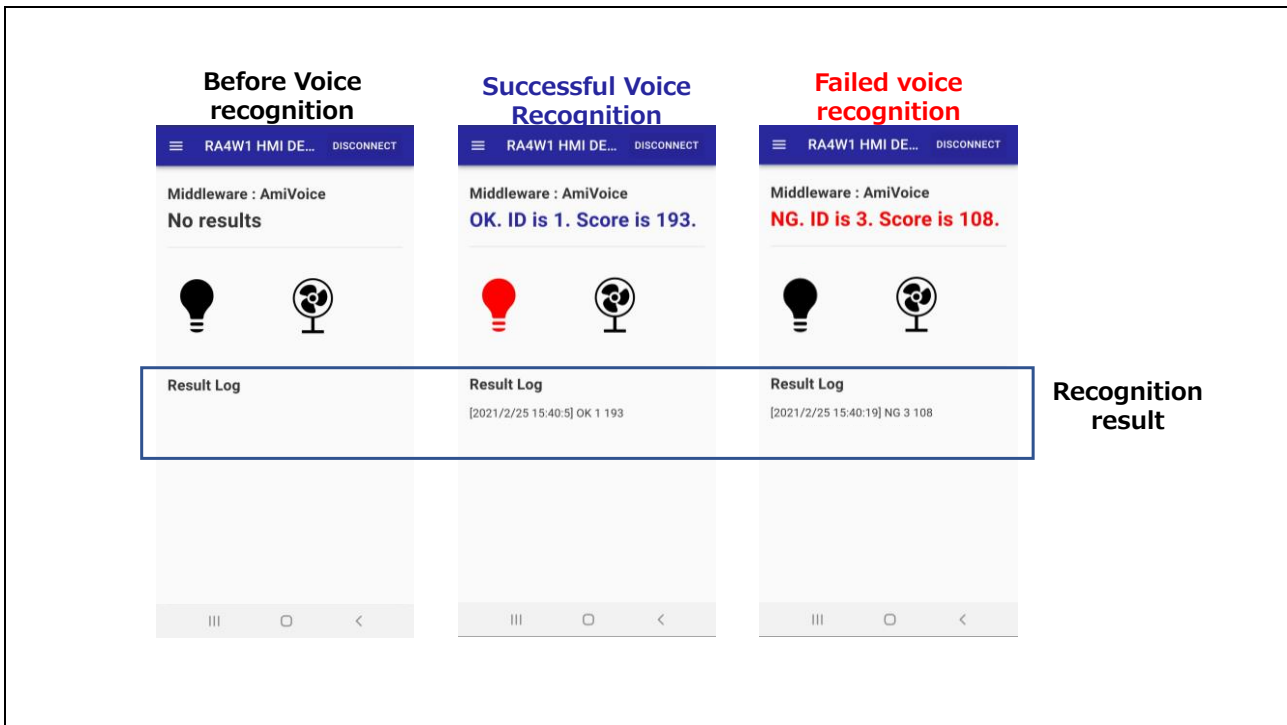 Before Voice
recognition
RA4W1 HMI DE... DISCONNECT
Middleware : AmiVoice
No results
Result Log
Successful Voice
Recognition
RA4W1 HMI DE... DISCONNECT
Middleware : AmiVoice
OK. ID is 1. Score is 193.
Result Log
[2021/2/25 15:40:5] OK 1 193
Failed voice
recognition
RA4W1 HMI DE... DISCONNECT
Middleware : AmiVoice
NG. ID is 3. Score is 108.
Result Log
[2021/2/25 15:40:19] NG 3 108
Recognition
result